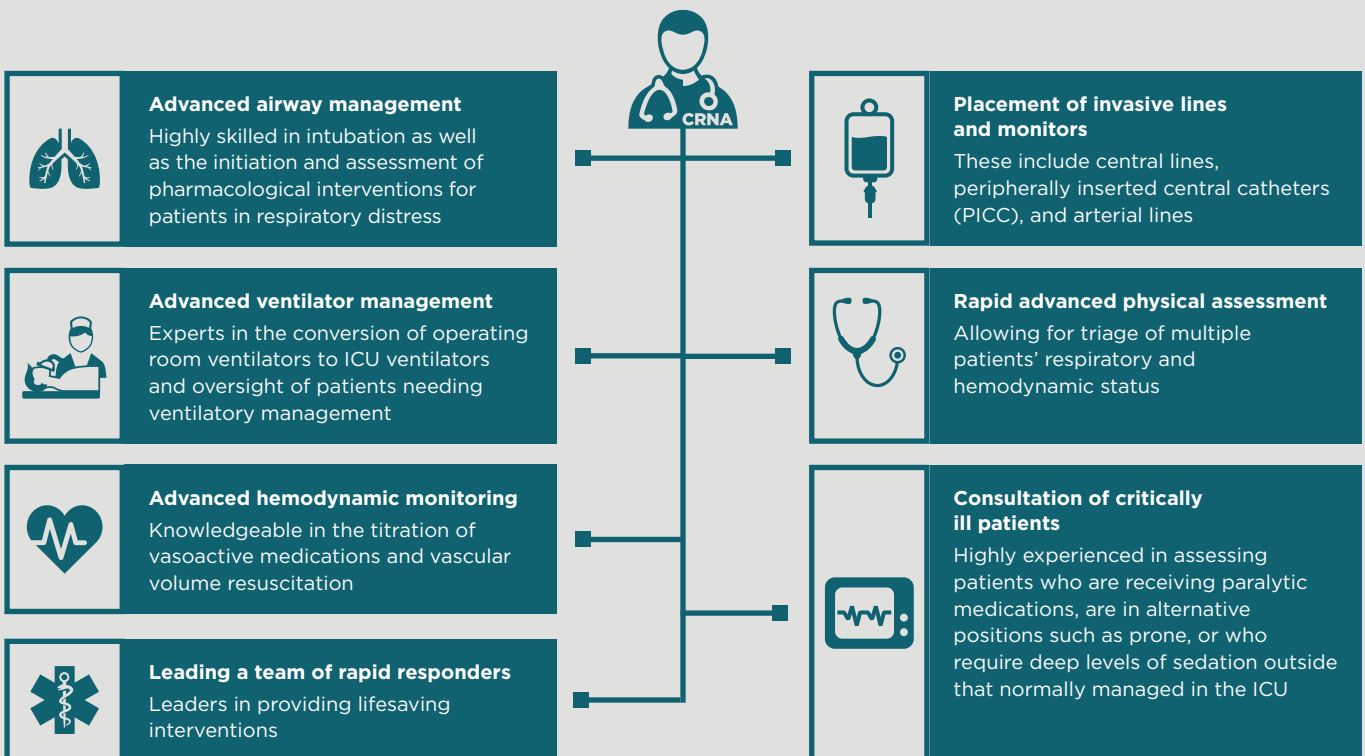 CRNA
Advanced airway management
Highly skilled in intubation as well
as the initiation and assessment of
pharmacological interventions for
patients in respiratory distress
Advanced ventilator management
Experts in the conversion of operating
room ventilators to ICU ventilators
and oversight of patients needing
ventilatory management
Advanced hemodynamic monitoring
Knowledgeable in the titration of
vasoactive medications and vascular
volume resuscitation
Leading a team of rapid responders
Leaders in providing lifesaving
interventions
Placement of invasive lines
and monitors
These include central lines,
peripherally inserted central catheters
(PICC), and arterial lines
Rapid advanced physical assessment
Allowing for triage of multiple
patients’ respiratory and
hemodynamic status
Consultation of critically
ill patients
Highly experienced in assessing
patients who are receiving paralytic
medications, are in alternative
positions such as prone, or who
require deep levels of sedation outside
that normally managed in the ICU